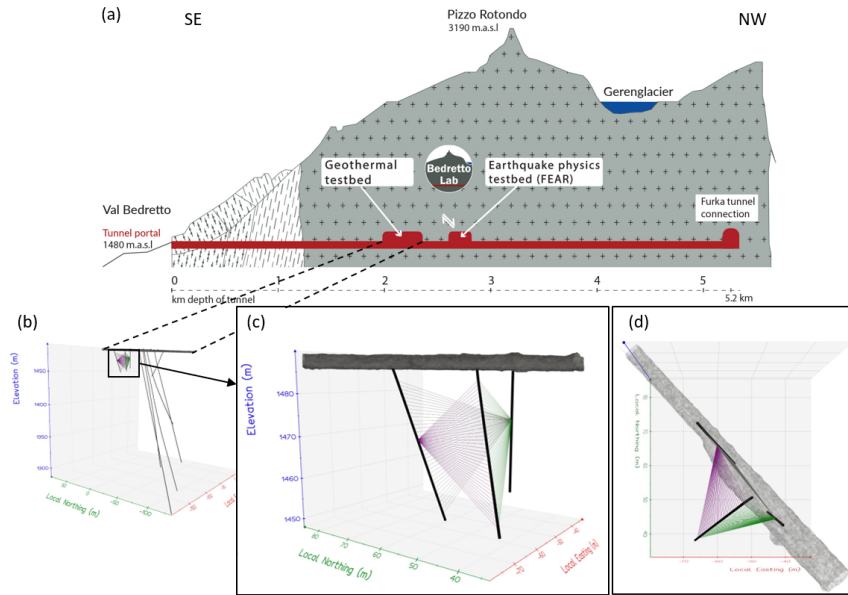 (a)
SE
Pizzo Rotondo
3190 m.a.s.l
NW
Gerenglacier
Geothermal
testbed
Bedretto
Lab
Earthquake physics
testbed (FEAR)
Val Bedretto
Tunnel portal
1480 m.a.s.l
Furka tunnel
connection
0
1
2
3
4
5
km depth of tunnel
5.2 km
(b)
Elevation (m)
1450
1400
Local Northing (m)
(c)
Elevation (m)
1480
1470
1460
1450
80
70
60
50
40
Local Northing (m)
Local Easting (m)
(d)
Local Northing (m)
Local Easting (m)